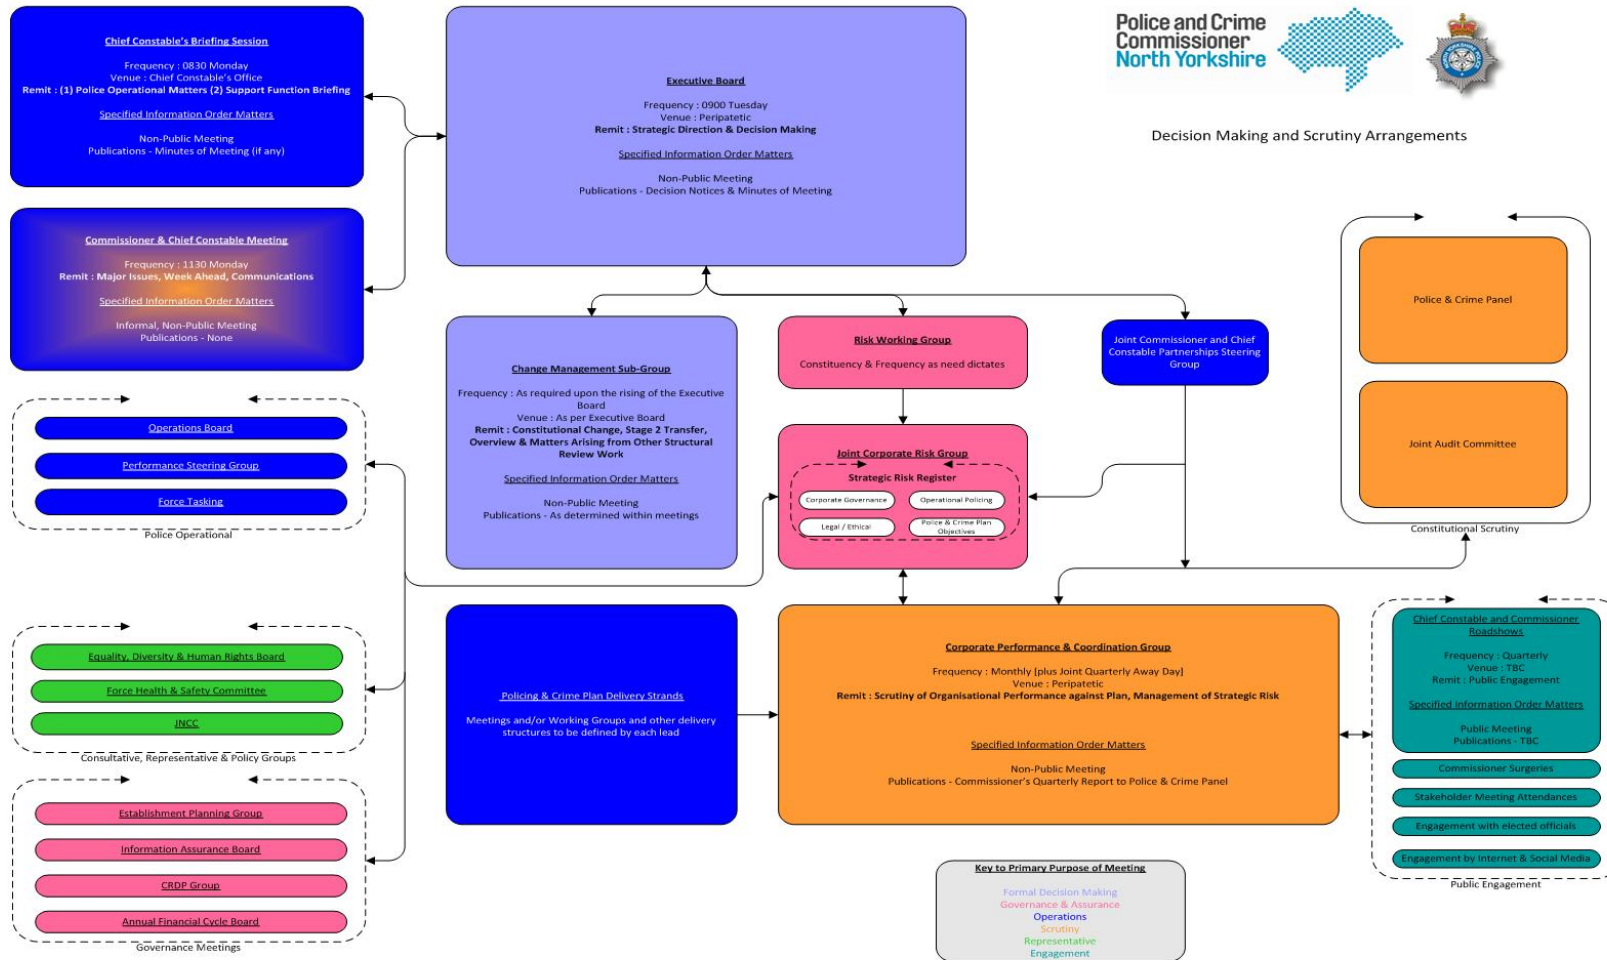 Chief Constable's Briefing Session
Frequency : 0830 Monday
Venue : Chief Constable's Office
Remit : (1) Police Operational Matters (2) Support Function Briefing
Specified Information Order Matters
Non-Public Meeting
Publications - Minutes of Meeting (if any)
Executive Board
Frequency : 0900 Tuesday
Venue : Peripatetic
Remit : Strategic Direction & Decision Making
Specified Information Order Matters
Non-Public Meeting
Publications - Decision Notices & Minutes of Meeting
Police and Crime
Commissioner
North Yorkshire
Decision Making and Scrutiny Arrangements
Commissioner & Chief Constable Meeting
Frequency : 1130 Monday
Remit : Major Issues, Week Ahead, Communications
Specified Information Order Matters
Informal, Non-Public Meeting
Publications - None
Change Management Sub-Group
Frequency : As required upon the rising of the Executive
Board
Venue : As per Executive Board
Remit : Constitutional Change, Stage 2 Transfer,
Overview & Matters Arising from Other Structural
Review Work
Specified Information Order Matters
Non-Public Meeting
Publications - As determined within meetings
Risk Working Group
Constituency & Frequency as need dictates
Joint Commissioner and Chief
Constable Partnerships Steering
Group
Police & Crime Panel
Joint Audit Committee
Constitutional Scrutiny
Joint Corporate Risk Group
Strategic Risk Register
Corporate Governance
Operational Policing
Legal / Ethical
Police & Crime Plan
Objectives
Operations Board
Performance Steering Group
Force Tasking
Police Operational
Equality, Diversity & Human Rights Board
Force Health & Safety Committee
JNCC
Consultative, Representative & Policy Groups
Establishment Planning Group
Information Assurance Board
CRDP Group
Annual Financial Cycle Board
Governance Meetings
Policing & Crime Plan Delivery Strands
Meetings and/or Working Groups and other delivery
structures to be defined by each lead
Corporate Performance & Coordination Group
Frequency : Monthly [plus Joint Quarterly Away Day]
Venue : Peripatetic
Remit : Scrutiny of Organisational Performance against Plan, Management of Strategic Risk
Specified Information Order Matters
Non-Public Meeting
Publications - Commissioner's Quarterly Report to Police & Crime Panel
Chief Constable and Commissioner
Roadshows
Frequency : Quarterly
Venue : TBC
Remit : Public Engagement
Specified Information Order Matters
Public Meeting
Publications - TBC
Commissioner Surgeries
Stakeholder Meeting Attendances
Engagement with elected officials
Engagement by Internet & Social Media
Public Engagement
Key to Primary Purpose of Meeting
Formal Decision Making
Governance & Assurance
Operations
Scrutiny
Representative
Engagement